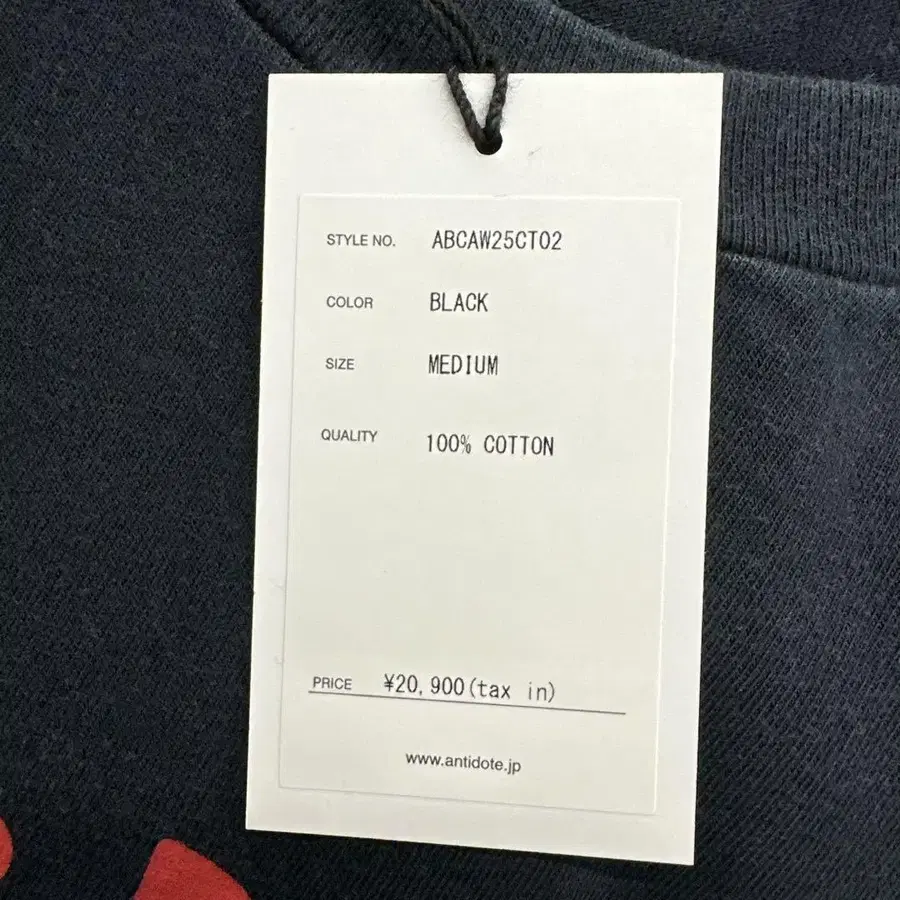 STYLE NO. ABCAW25CT02
COLOR BLACK
SIZE MEDIUM
QUALITY 100% COTTON
PRICE ¥20,900(tax in)
www.antidote.jp